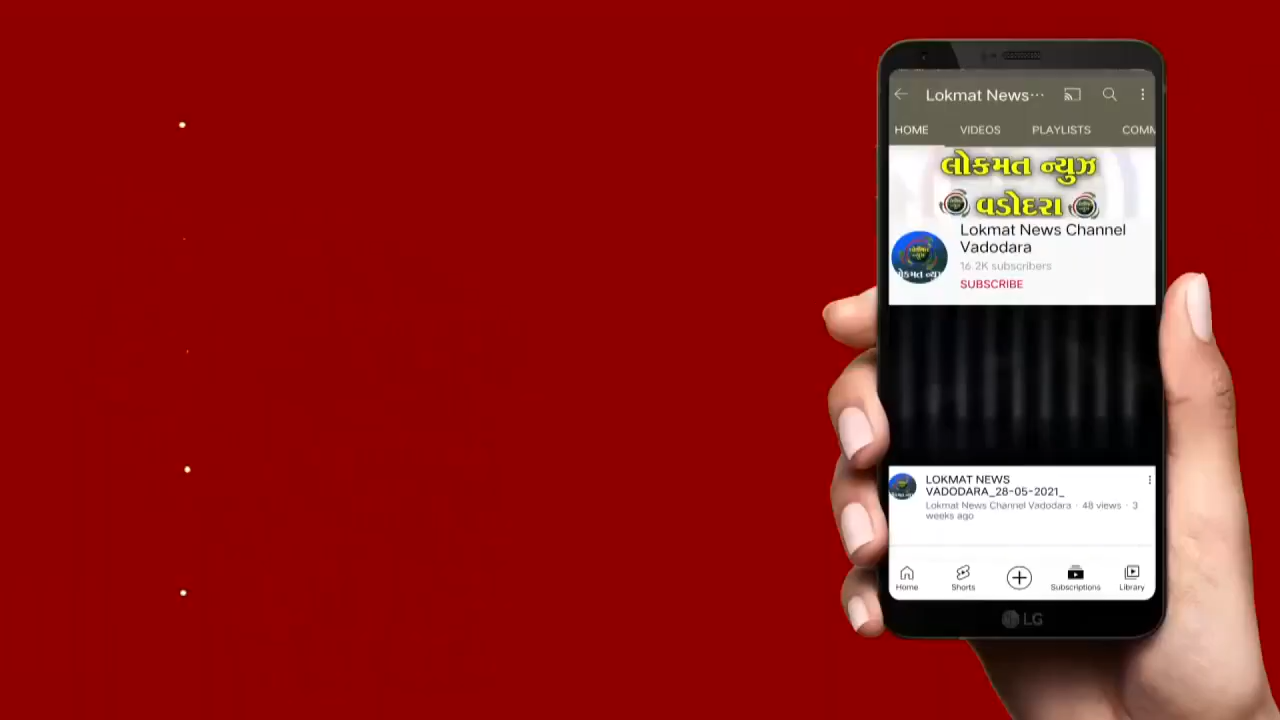 Lokmat News...
HOME VIDEOS PLAYLISTS COMM
લોકમત ન્યુઝ
વડોદરા
Lokmat News Channel
Vadodara
16.2K subscribers
SUBSCRIBE
LOKMAT NEWS
VADODARA_28-05-2021_
Lokmat News Channel Vadodara · 48 views · 3
weeks ago
Home Shorts Subscriptions Library
LG